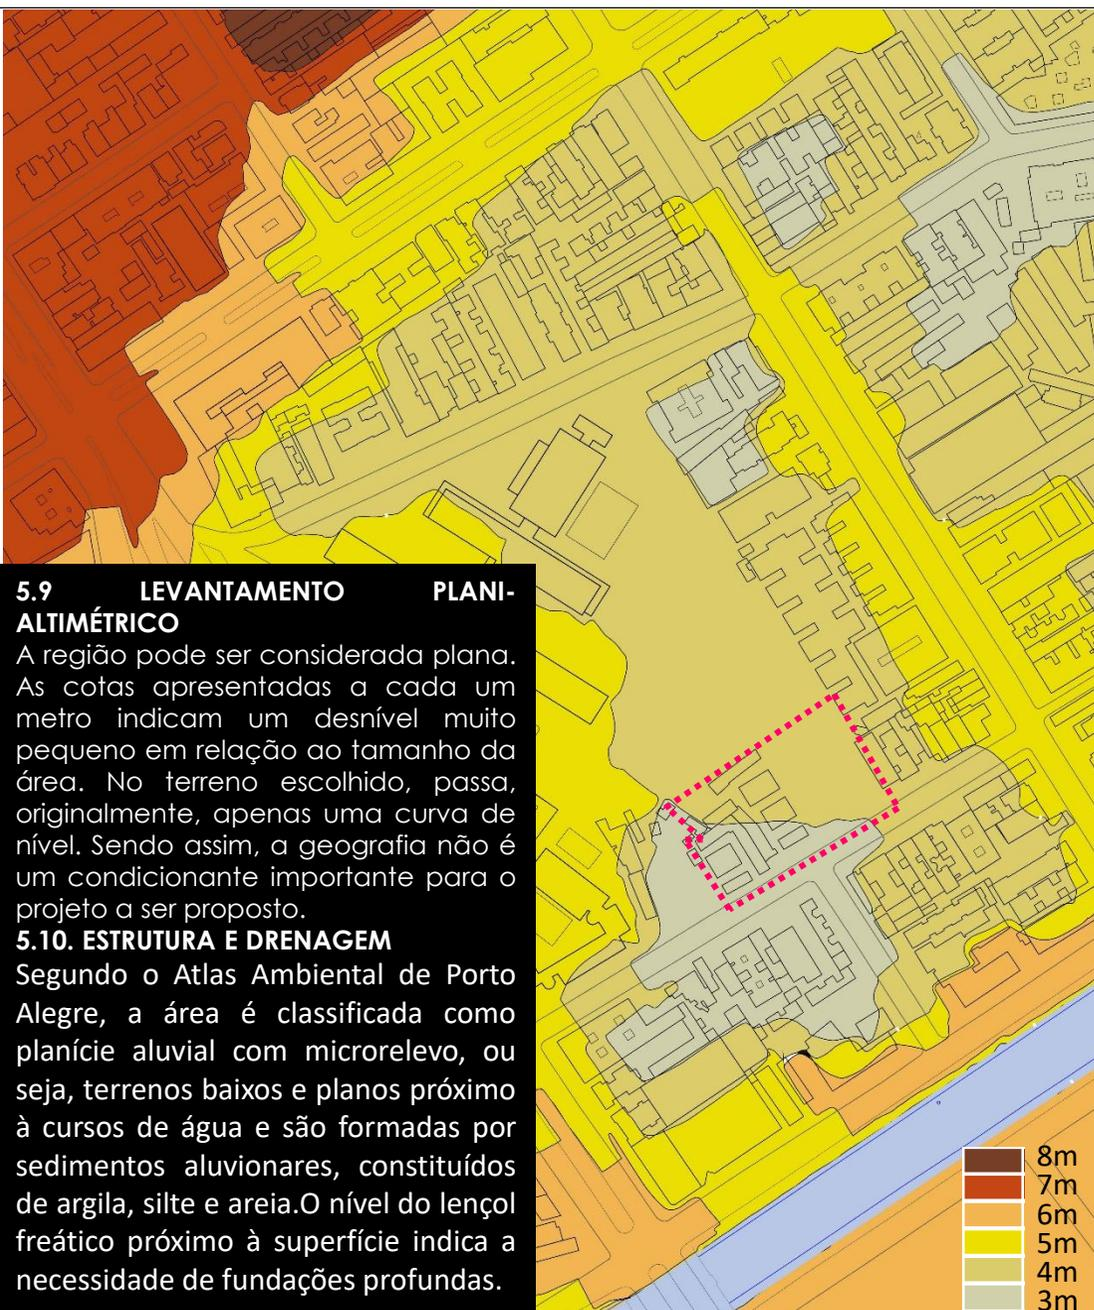 5.9 LEVANTAMENTO PLANI-
ALTIMÉTRICO
A região pode ser considerada plana.
As cotas apresentadas a cada um
metro indicam um desnível muito
pequeno em relação ao tamanho da
área. No terreno escolhido, passa,
originalmente, apenas uma curva de
nível. Sendo assim, a geografia não é
um condicionante importante para o
projeto a ser proposto.
5.10. ESTRUTURA E DRENAGEM
Segundo o Atlas Ambiental de Porto
Alegre, a área é classificada como
planície aluvial com microrelevo, ou
seja, terrenos baixos e planos próximo
à cursos de água e são formadas por
sedimentos aluvionares, constituídos
de argila, silte e areia.O nível do lençol
freático próximo à superfície indica a
necessidade de fundações profundas.
8m
7m
6m
5m
4m
3m